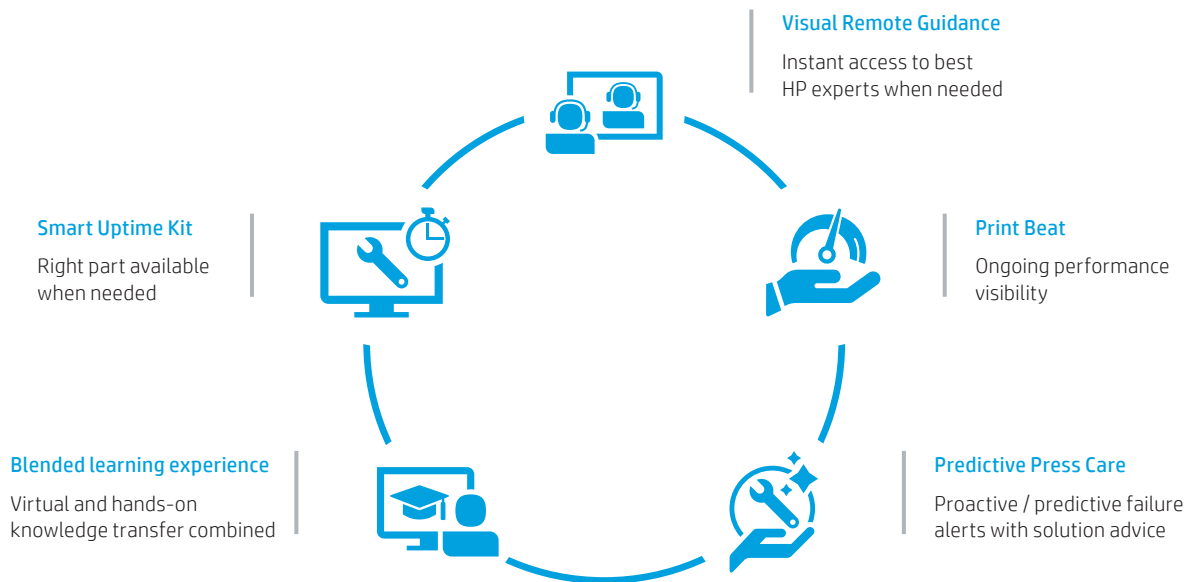 Visual Remote Guidance
Instant access to best
HP experts when needed
Smart Uptime Kit
Right part available
when needed
Print Beat
Ongoing performance
visibility
Blended learning experience
Virtual and hands-on
knowledge transfer combined
Predictive Press Care
Proactive / predictive failure
alerts with solution advice